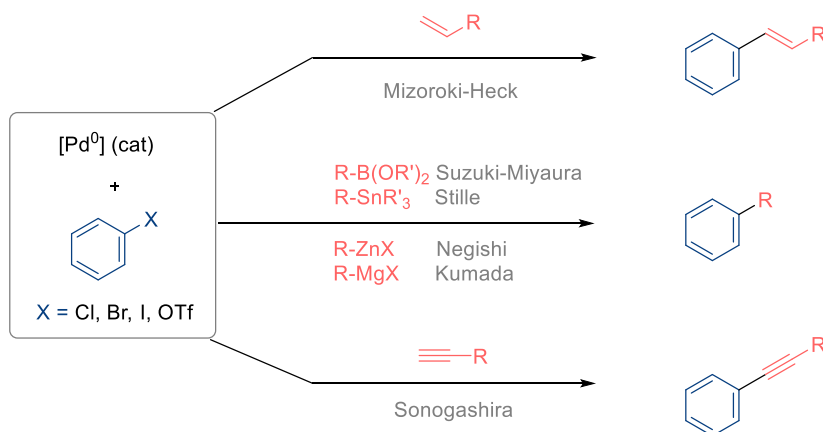 R
R
Mizoroki-Heck
[Pd⁰] (cat)
+
X
X = Cl, Br, I, OTf
R-B(OR')₂ Suzuki-Miyaura
R-SnR'₃ Stille
R-ZnX Negishi
R-MgX Kumada
R
R
R
Sonogashira